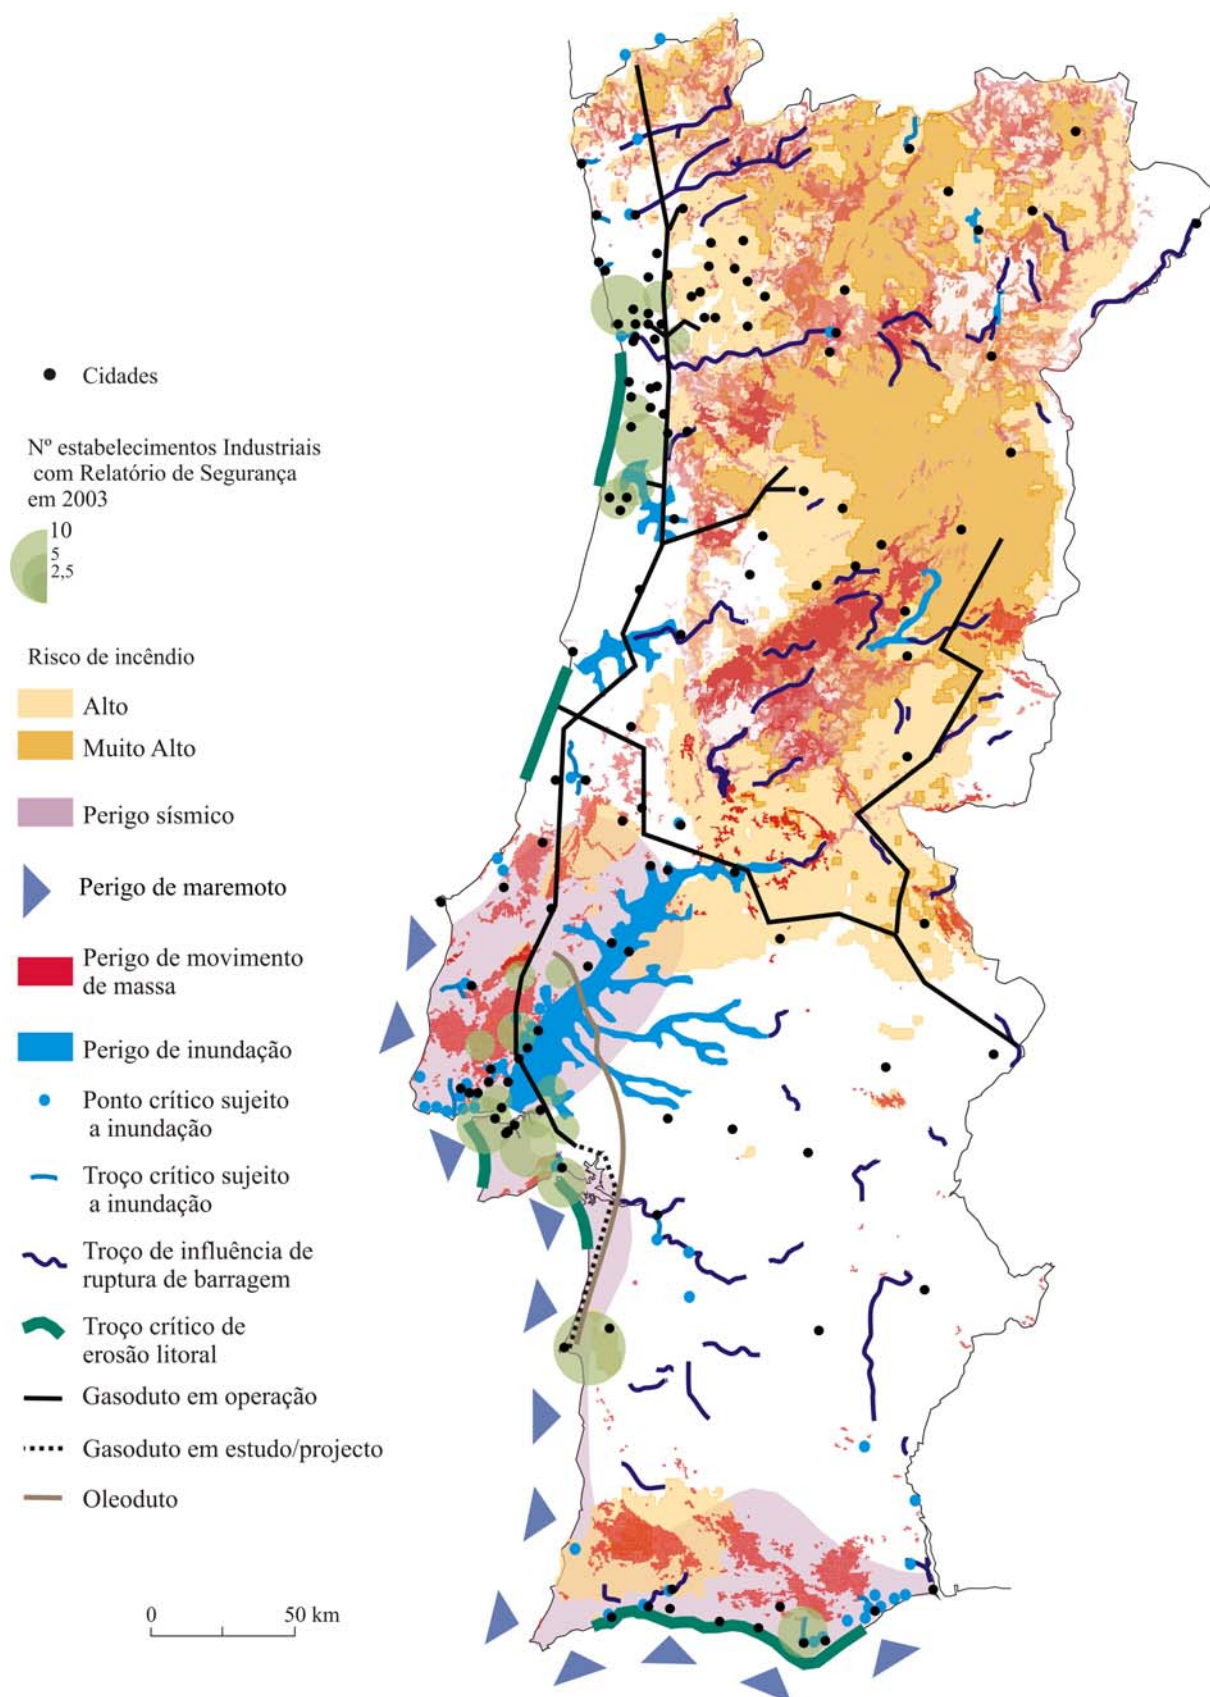 Cidades
Nº estabelecimentos Industriais
com Relatório de Segurança
em 2003
10
5
2,5
Risco de incêndio
Alto
Muito Alto
Perigo sísmico
Perigo de maremoto
Perigo de movimento
de massa
Perigo de inundação
Ponto crítico sujeito
a inundação
Troço crítico sujeito
a inundação
Troço de influência de
ruptura de barragem
Troço crítico de
erosão litoral
Gasoduto em operação
Gasoduto em estudo/projecto
Oleoduto
0 50 km